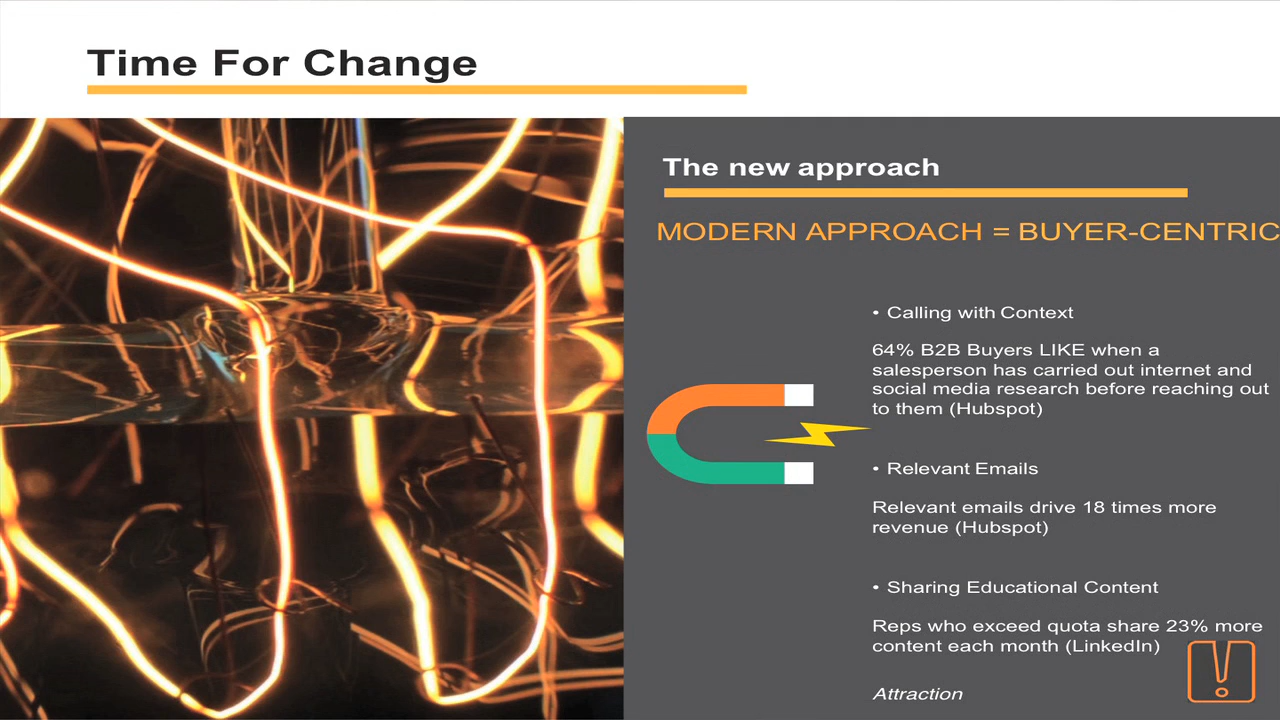 Time For Change
The new approach
MODERN APPROACH = BUYER-CENTRIC
• Calling with Context
64% B2B Buyers LIKE when a
salesperson has carried out internet and
social media research before reaching out
to them (Hubspot)
• Relevant Emails
Relevant emails drive 18 times more
revenue (Hubspot)
• Sharing Educational Content
Reps who exceed quota share 23% more
content each month (LinkedIn)
Attraction